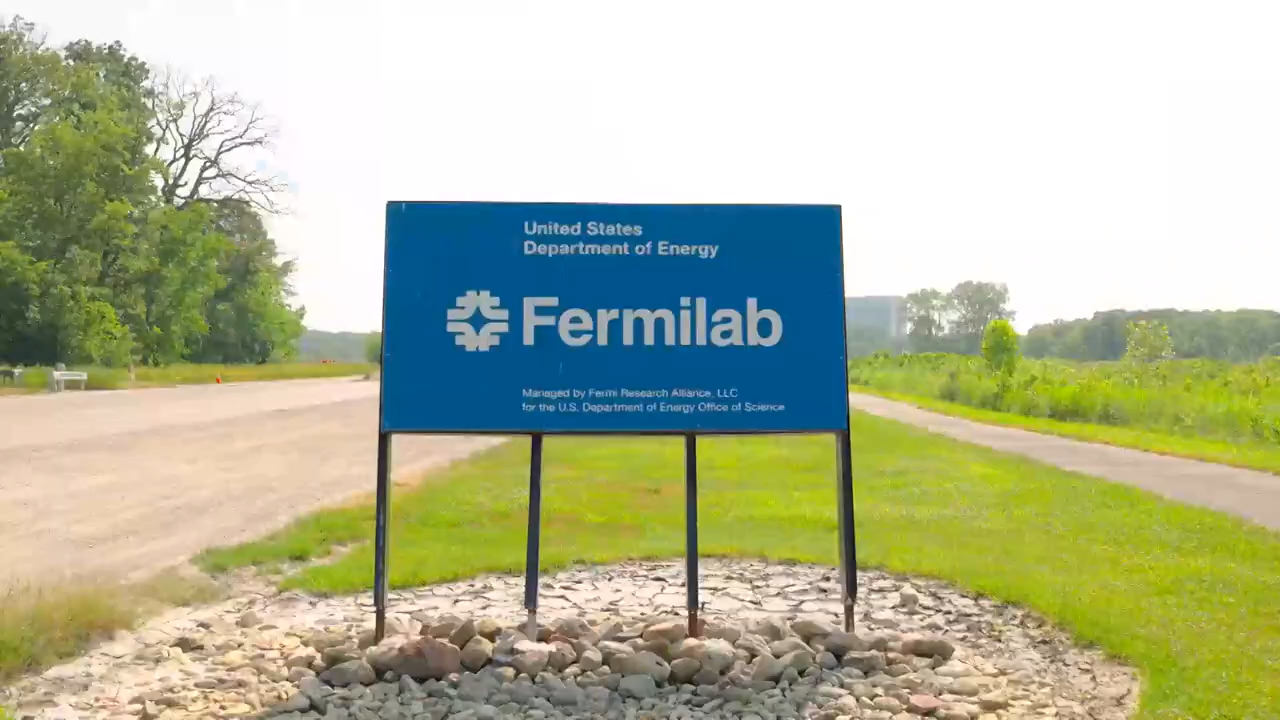 United States
Department of Energy
Fermilab
Managed by Fermi Research Alliance, LLC
for the U.S. Department of Energy Office of Science